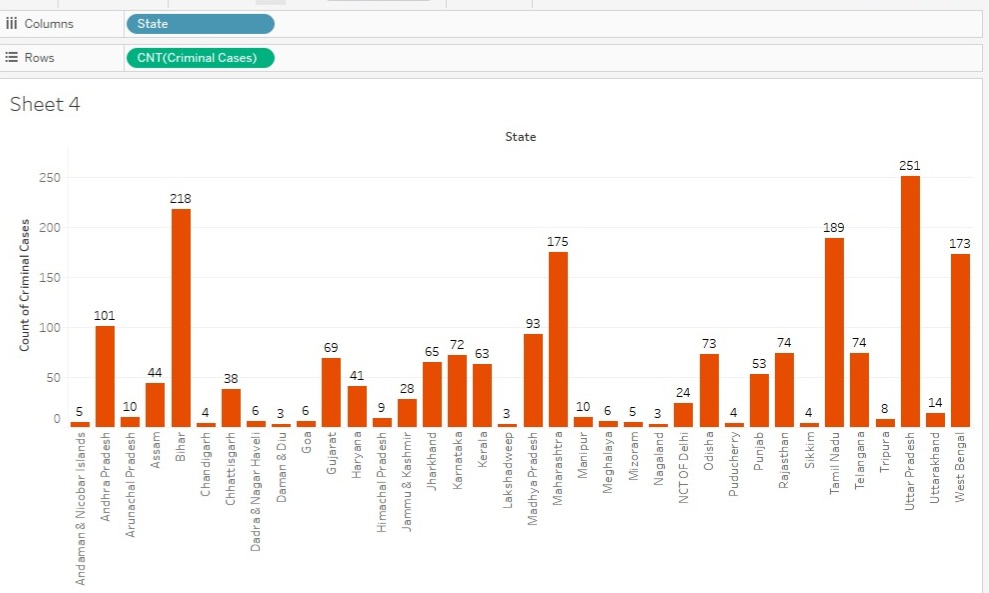 Columns
State
Rows
CNT(Criminal Cases)
Sheet 4
State
Count of Criminal Cases
250
200
150
100
50
0
5
101
10
44
218
4
38
6
3
6
69
41
9
28
65
72
63
3
93
175
10
6
5
3
24
73
4
53
74
4
189
74
8
251
14
173
Andaman & Nicobar Islands
Andhra Pradesh
Arunachal Pradesh
Assam
Bihar
Chandigarh
Chhattisgarh
Dadra & Nagar Haveli
Daman & Diu
Goa
Gujarat
Haryana
Himachal Pradesh
Jammu & Kashmir
Jharkhand
Karnataka
Kerala
Lakshadweep
Madhya Pradesh
Maharashtra
Manipur
Meghalaya
Mizoram
Nagaland
NCT OF Delhi
Odisha
Puducherry
Punjab
Rajasthan
Sikkim
Tamil Nadu
Telangana
Tripura
Uttar Pradesh
Uttarakhand
West Bengal